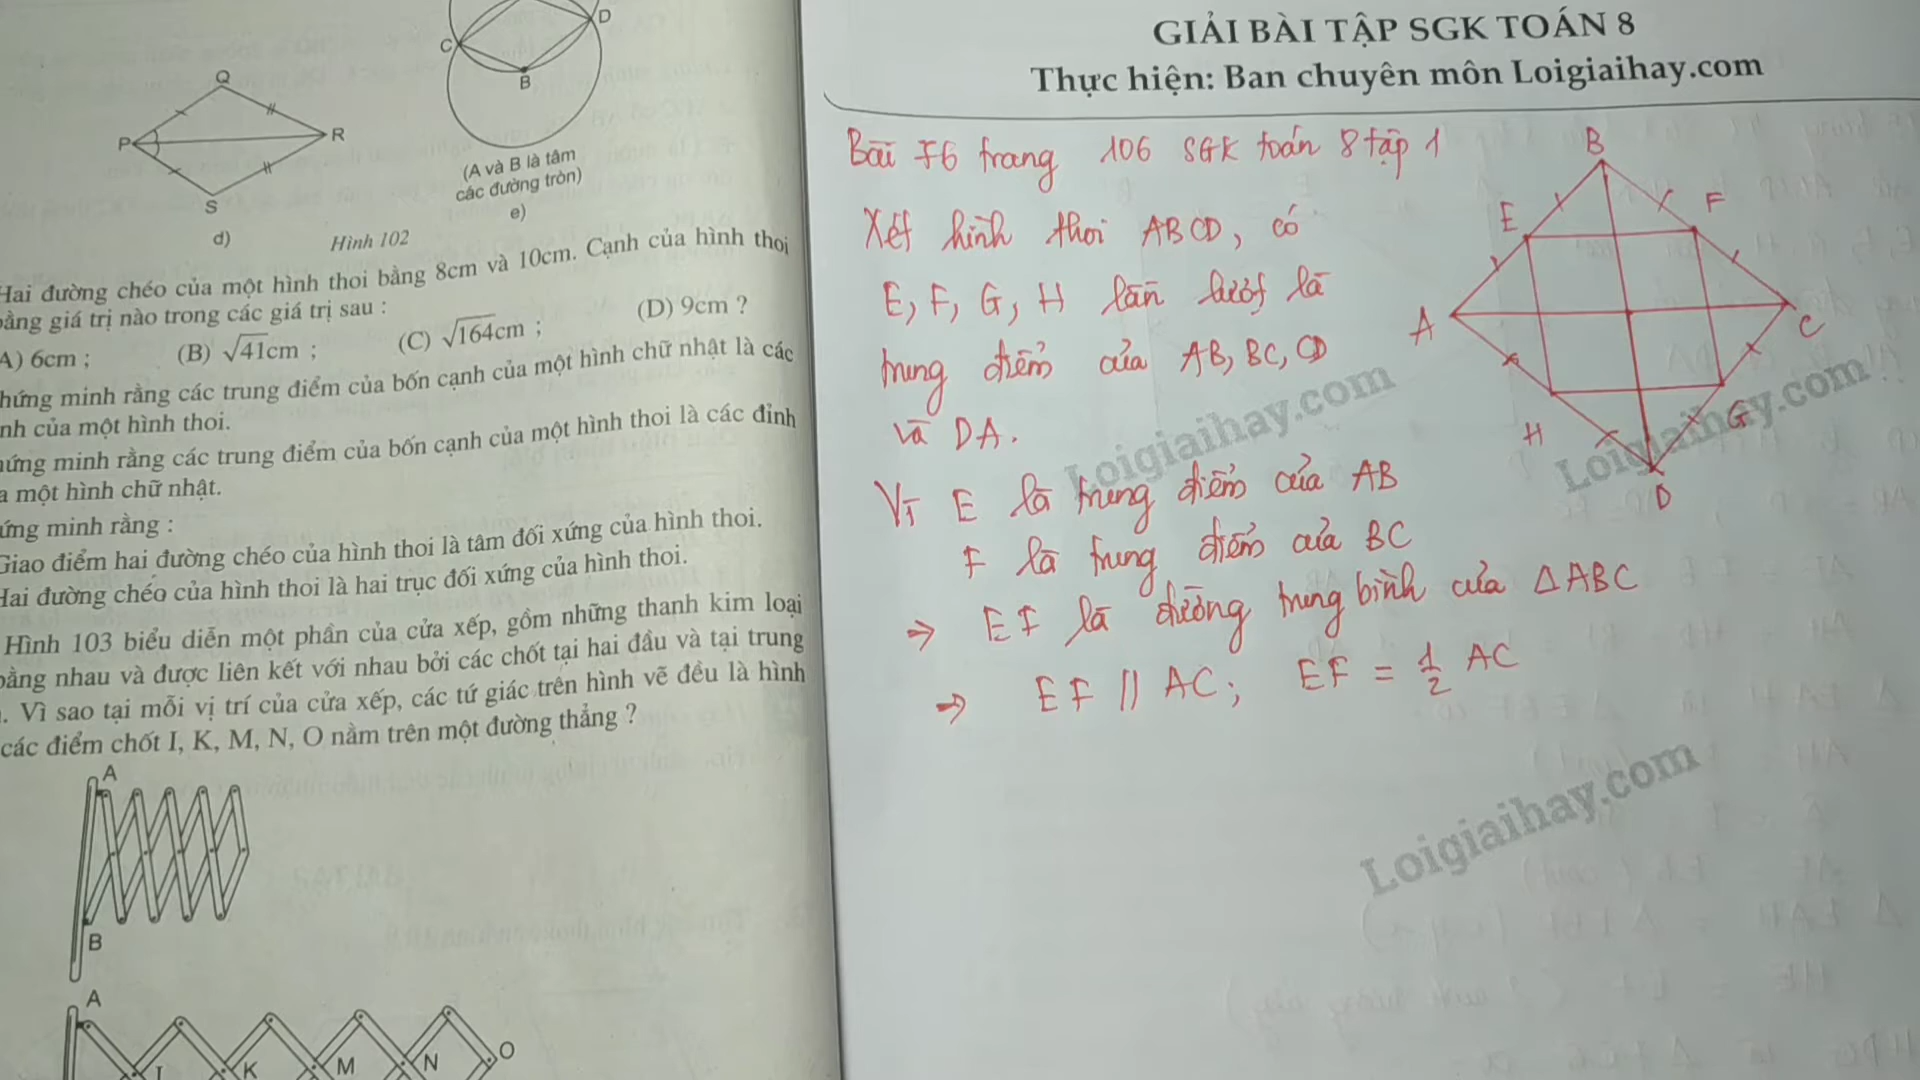 D
C
B
Q
P
R
S
(A và B là tâm
các đường tròn)
d)
e)
Hình 102
Hai đường chéo của một hình thoi bằng 8cm và 10cm. Cạnh của hình thoi
bằng giá trị nào trong các giá trị sau :
A) 6cm ; (B) √41cm ; (C) √164cm ; (D) 9cm ?
hứng minh rằng các trung điểm của bốn cạnh của một hình chữ nhật là các
nh của một hình thoi.
ứng minh rằng các trung điểm của bốn cạnh của một hình thoi là các đỉnh
a một hình chữ nhật.
ứng minh rằng :
Giao điểm hai đường chéo của hình thoi là tâm đối xứng của hình thoi.
Hai đường chéo của hình thoi là hai trục đối xứng của hình thoi.
Hình 103 biểu diễn một phần của cửa xếp, gồm những thanh kim loại
bằng nhau và được liên kết với nhau bởi các chốt tại hai đầu và tại trung
. Vì sao tại mỗi vị trí của cửa xếp, các tứ giác trên hình vẽ đều là hình
các điểm chốt I, K, M, N, O nằm trên một đường thẳng ?
A
B
A
I
K
M
N
O
GIẢI BÀI TẬP SGK TOÁN 8
Thực hiện: Ban chuyên môn Loigiaihay.com
Bài 76 trang 106 SGK toán 8 tập 1
Xét hình thoi ABCD, có
E, F, G, H lần lượt là
trung điểm của AB, BC, CD
và DA.
Vì E là trung điểm của AB
F là trung điểm của BC
⇒ EF là đường trung bình của ΔABC
⇒ EF // AC; EF = 1/2 AC
B
E
F
A
C
H
G
D
Loigiaihay.com
Loigiaihay.com
Loigiaihay.com